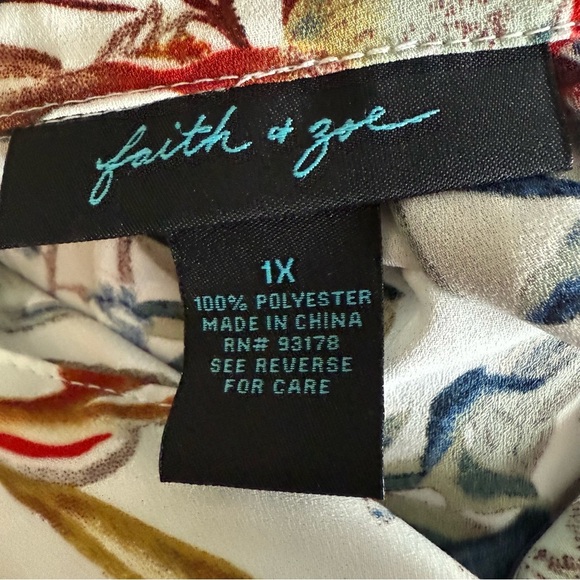 faith & zoe
1X
100% POLYESTER
MADE IN CHINA
RN# 93178
SEE REVERSE
FOR CARE